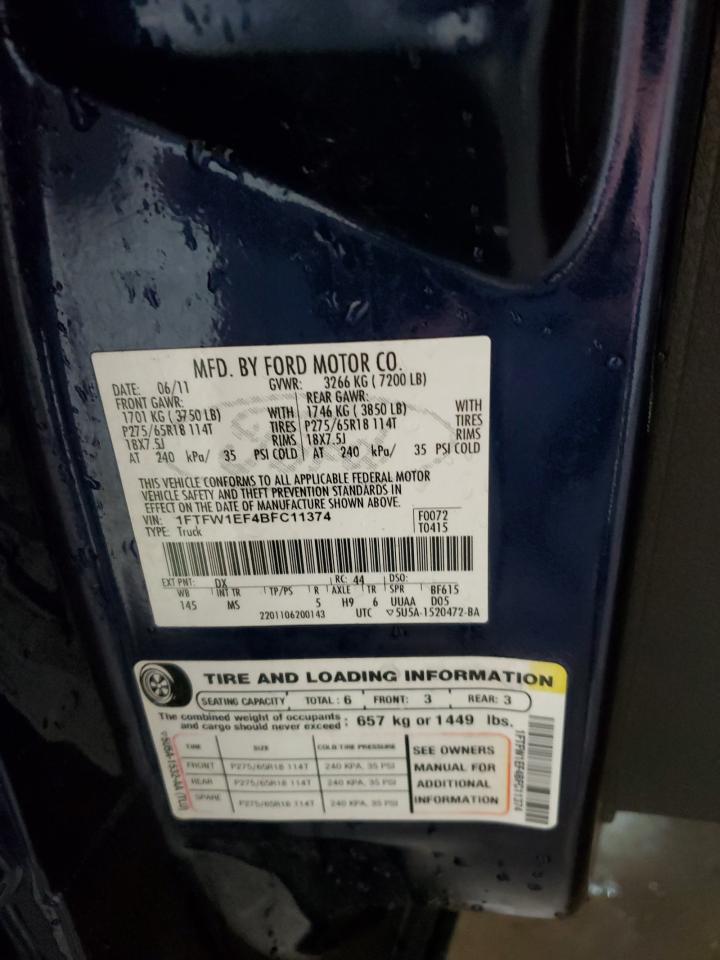 MFD. BY FORD MOTOR CO.
DATE: 06/11 GVWR: 3266 KG ( 7200 LB)
FRONT GAWR: REAR GAWR:
1701 KG ( 3750 LB) WITH 1746 KG ( 3850 LB) WITH
P275/65R18 114T TIRES P275/65R18 114T TIRES
18X7.5J RIMS 18X7.5J RIMS
AT 240 kPa/ 35 PSI COLD AT 240 kPa/ 35 PSI COLD
THIS VEHICLE CONFORMS TO ALL APPLICABLE FEDERAL MOTOR
VEHICLE SAFETY AND THEFT PREVENTION STANDARDS IN
EFFECT ON THE DATE OF MANUFACTURE SHOWN ABOVE.
VIN: 1FTFW1EF4BFC11374 F0072
TYPE: Truck T0415
EXT PNT: DX RC: 44 DSO:
WB INT TR TP/PS R AXLE TR SPR BF615
145 MS 5 H9 6 UUAA D05
2201106200143 UTC ▽5U5A-1520472-BA
TIRE AND LOADING INFORMATION
SEATING CAPACITY TOTAL: 6 FRONT: 3 REAR: 3
The combined weight of occupants and cargo should never exceed : 657 kg or 1449 lbs.
TIRE SIZE COLD TIRE PRESSURE
FRONT P275/65R18 114T 240 KPA, 35 PSI
REAR P275/65R18 114T 240 KPA, 35 PSI
SPARE P275/65R18 114T 240 KPA, 35 PSI
SEE OWNERS
MANUAL FOR
ADDITIONAL
INFORMATION
▽5U5A-1532-AA (TLU)
1FTFW1EF4BFC11374